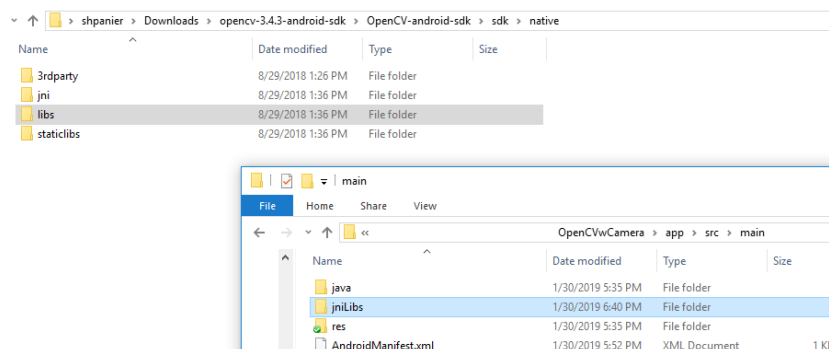 shpanier > Downloads > opencv-3.4.3-android-sdk > OpenCV-android-sdk > sdk > native
Name Date modified Type Size
3rdparty 8/29/2018 1:26 PM File folder
jni 8/29/2018 1:36 PM File folder
libs 8/29/2018 1:36 PM File folder
staticlibs 8/29/2018 1:36 PM File folder
main
File Home Share View
« OpenCVwCamera > app > src > main
Name Date modified Type Size
java 1/30/2019 5:35 PM File folder
jniLibs 1/30/2019 6:40 PM File folder
res 1/30/2019 5:35 PM File folder
AndroidManifest.xml 1/30/2019 5:52 PM XML Document 1 K